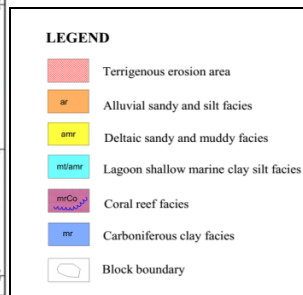 LEGEND
Terrigenous erosion area
ar Alluvial sandy and silt facies
amr Deltaic sandy and muddy facies
mt/amr Lagoon shallow marine clay silt facies
mrCo Coral reef facies
mr Carboniferous clay facies
Block boundary